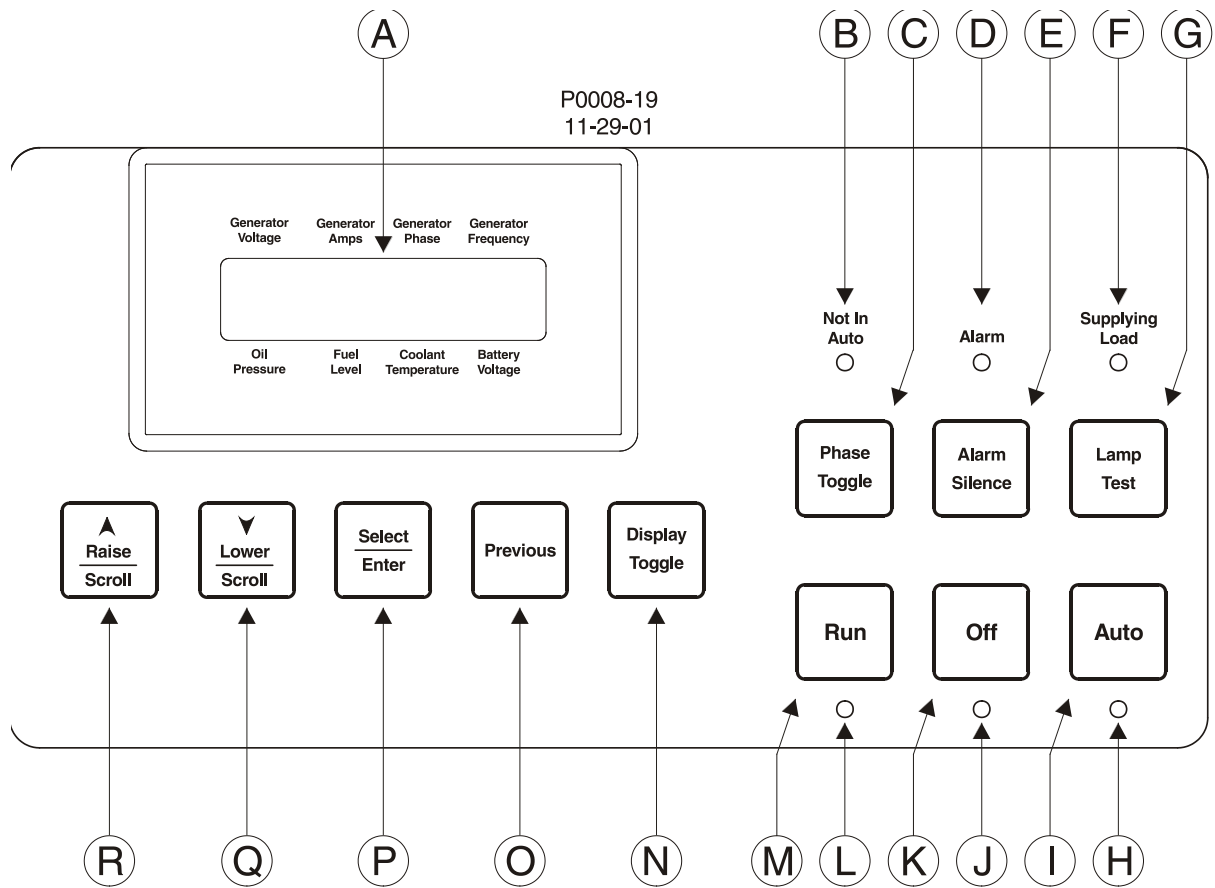 A B C D E F G
P0008-19
11-29-01
Generator Generator Generator Generator
Voltage Amps Phase Frequency
Oil Fuel Coolant Battery
Pressure Level Temperature Voltage
Not In
Auto
Alarm
Supplying
Load
Phase
Toggle
Alarm
Silence
Lamp
Test
Raise
Scroll
Lower
Scroll
Select
Enter
Previous
Display
Toggle
Run
Off
Auto
R Q P O N M L K J I H